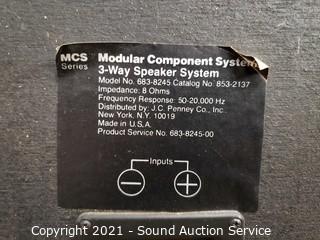 MCS
Series
Modular Component System
3-Way Speaker System
Model No. 683-8245 Catalog No. 853-2137
Impedance: 8 Ohms
Frequency Response: 50-20,000 Hz
Distributed by: J.C. Penney Co., Inc.
New York, N.Y. 10019
Made in U.S.A.
Product Service No. 683-8245-00
Inputs
- +
Copyright 2021 - Sound Auction Service